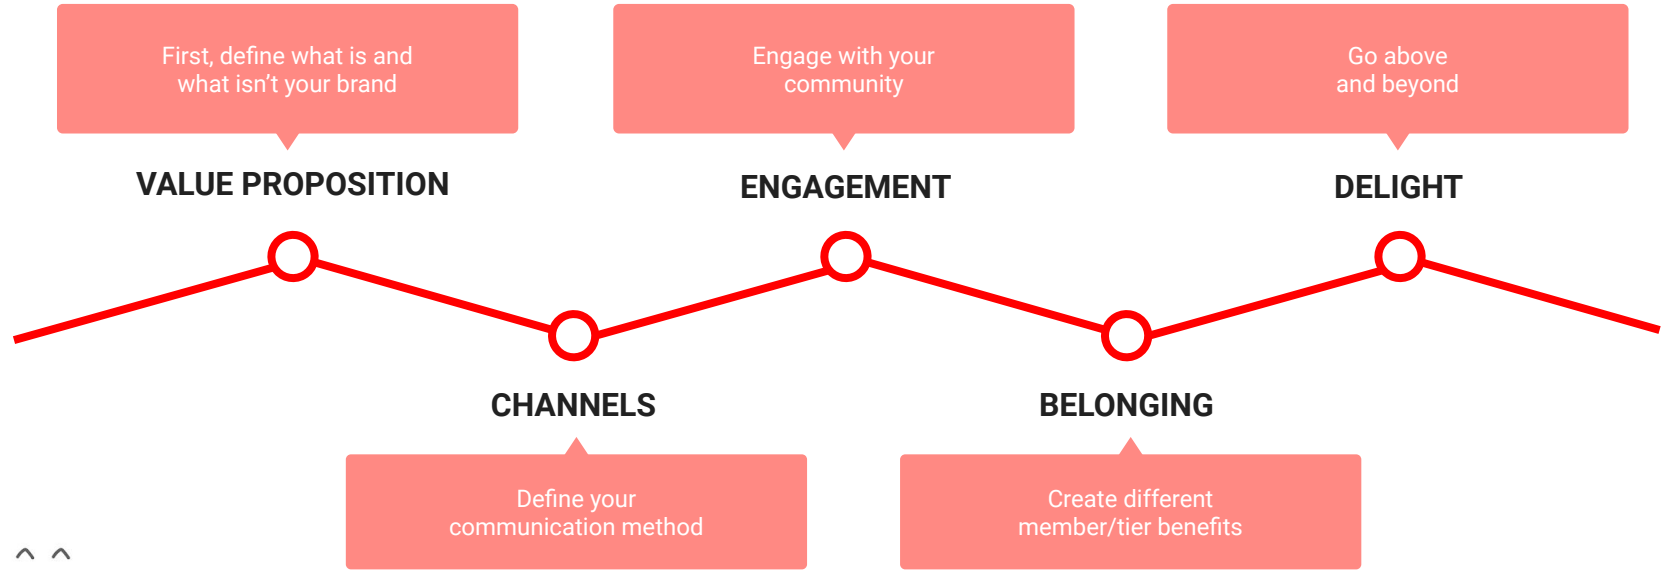 First, define what is and
what isn't your brand
VALUE PROPOSITION
Define your
communication method
CHANNELS
Engage with your
community
ENGAGEMENT
Create different
member/tier benefits
BELONGING
Go above
and beyond
DELIGHT